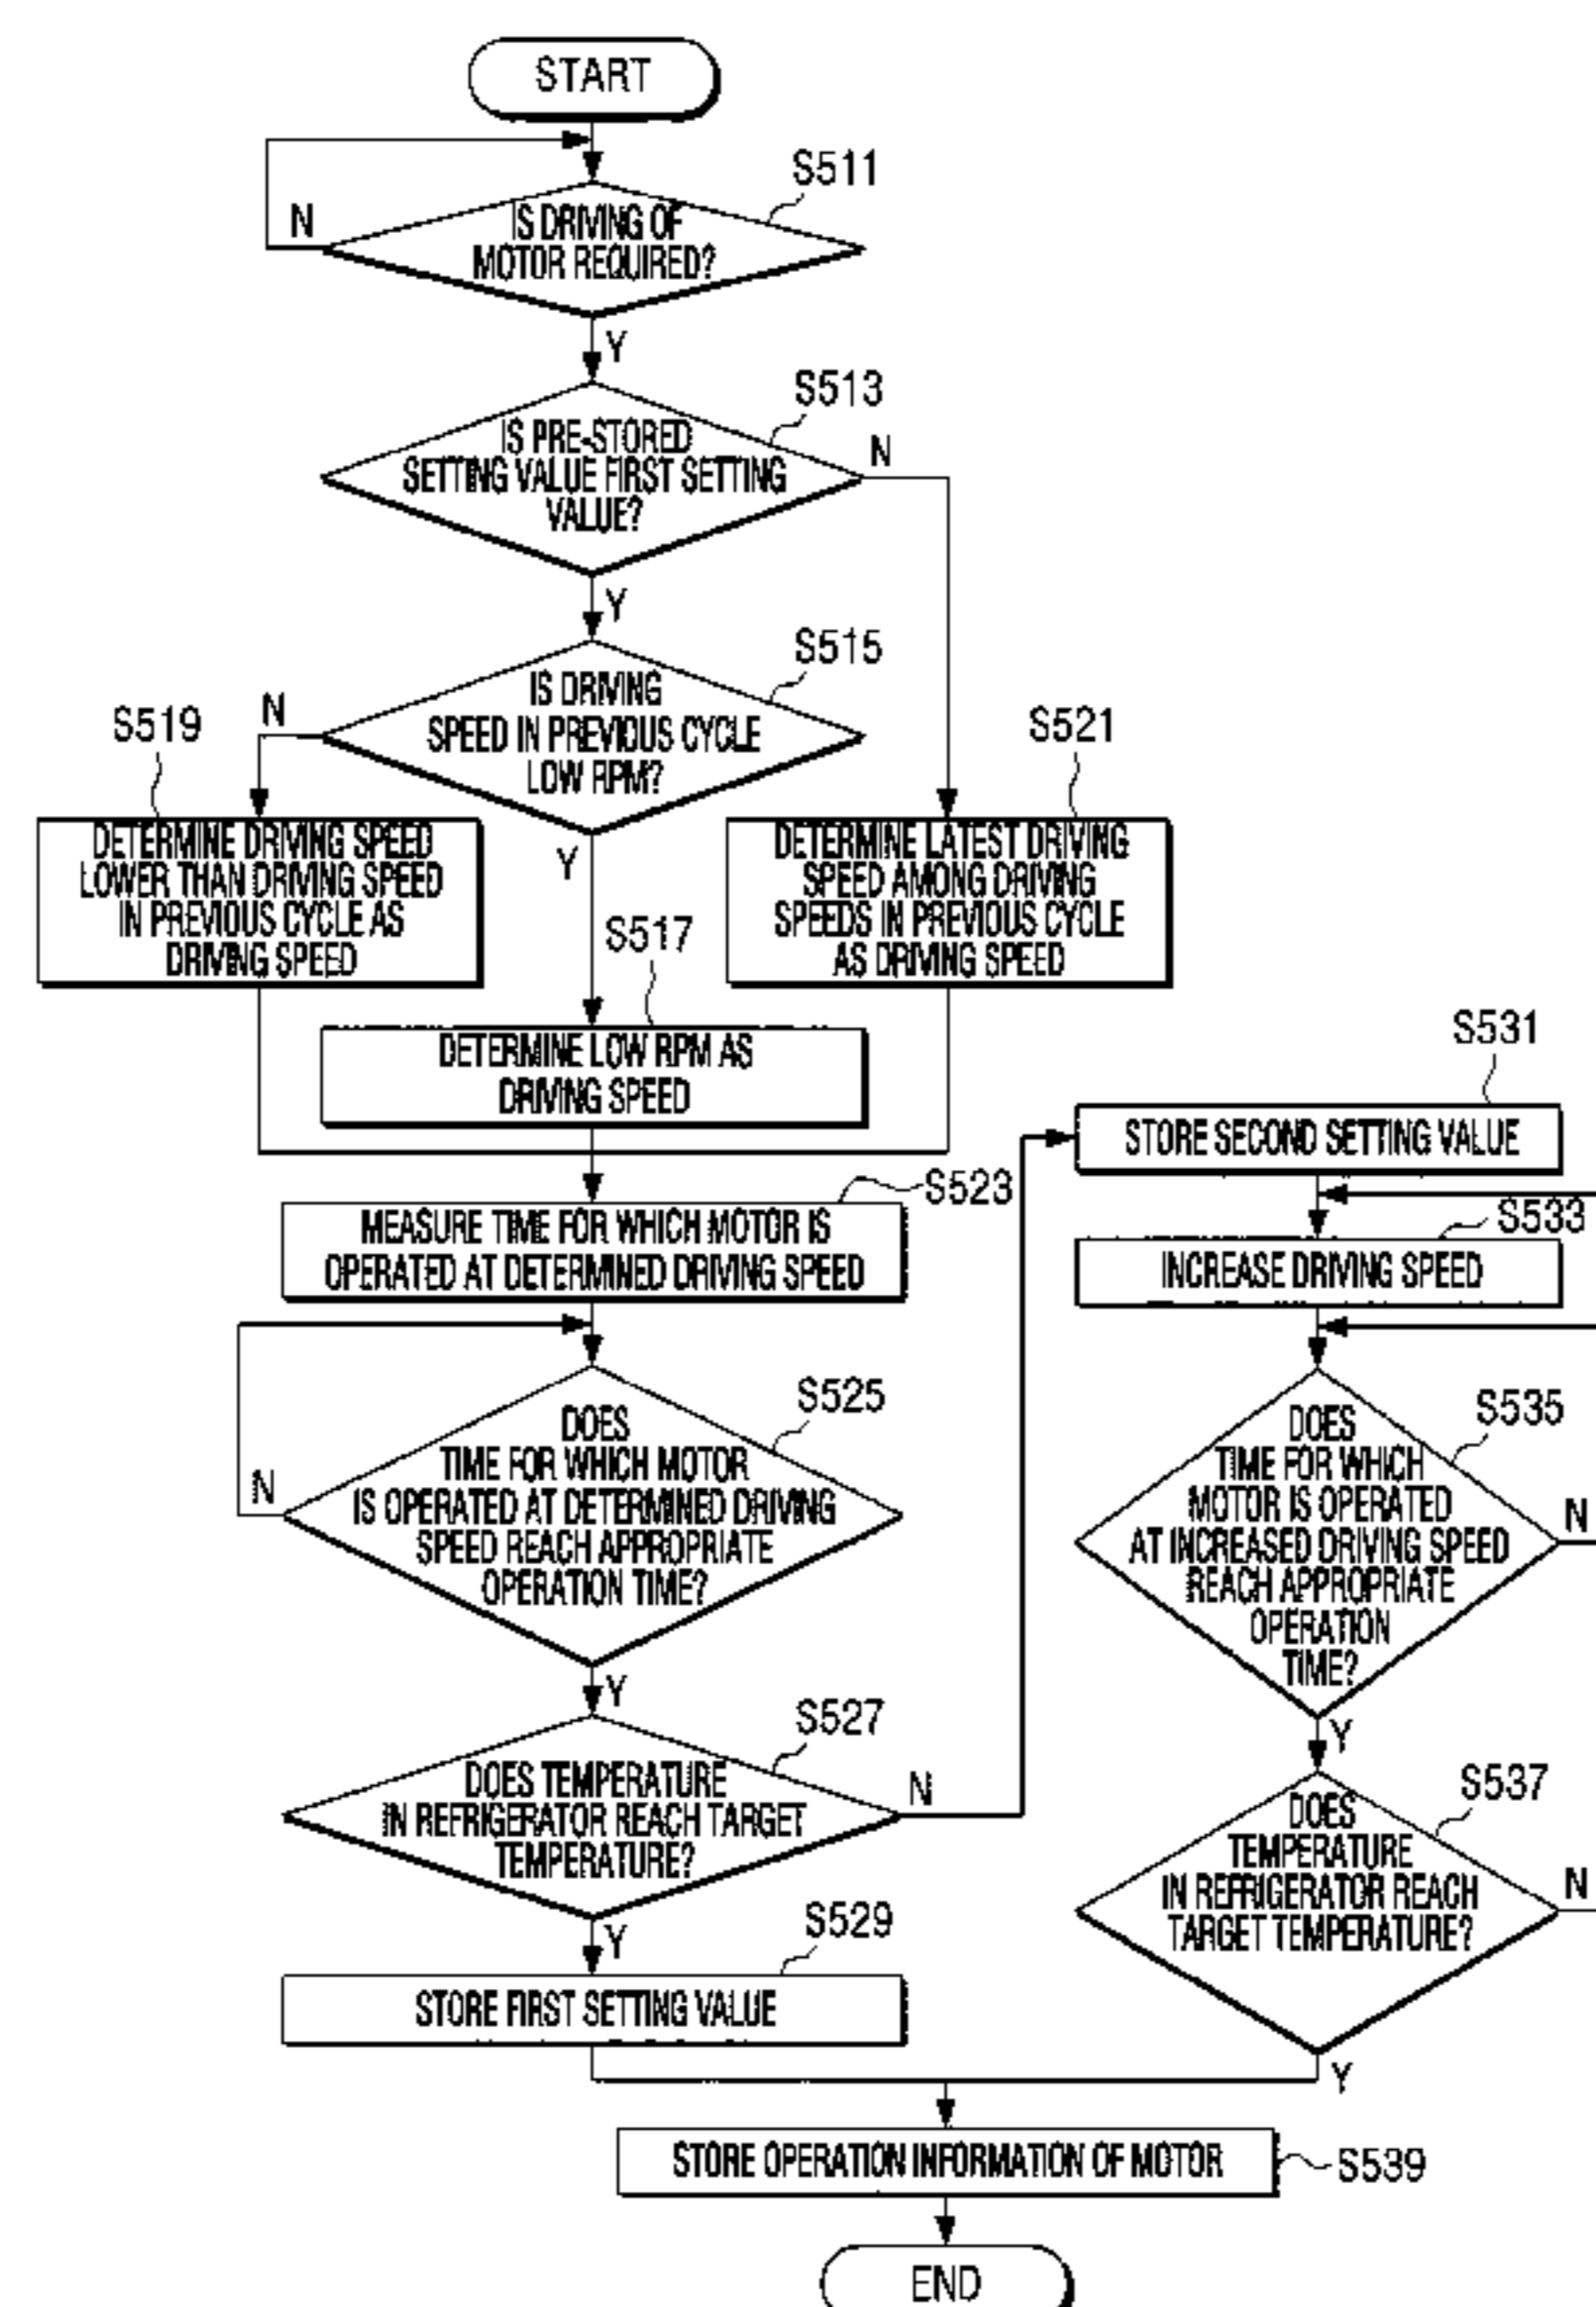 START
S511
N
IS DRIVING OF
MOTOR REQUIRED?
Y
S513
IS PRE-STORED
SETTING VALUE FIRST SETTING
VALUE?
N
Y
S515
IS DRIVING
SPEED IN PREVIOUS CYCLE
LOW RPM?
N
S519
S521
DETERMINE DRIVING SPEED
LOWER THAN DRIVING SPEED
IN PREVIOUS CYCLE AS
DRIVING SPEED
Y
DETERMINE LATEST DRIVING
SPEED AMONG DRIVING
SPEEDS IN PREVIOUS CYCLE
AS DRIVING SPEED
S517
DETERMINE LOW RPM AS
DRIVING SPEED
S523
MEASURE TIME FOR WHICH MOTOR IS
OPERATED AT DETERMINED DRIVING SPEED
S525
DOES
TIME FOR WHICH MOTOR
IS OPERATED AT DETERMINED DRIVING
SPEED REACH APPROPRIATE
OPERATION TIME?
N
Y
S527
DOES TEMPERATURE
IN REFRIGERATOR REACH TARGET
TEMPERATURE?
N
Y
S529
STORE FIRST SETTING VALUE
S531
STORE SECOND SETTING VALUE
S533
INCREASE DRIVING SPEED
S535
DOES
TIME FOR WHICH
MOTOR IS OPERATED
AT INCREASED DRIVING SPEED
REACH APPROPRIATE
OPERATION
TIME?
N
Y
S537
DOES
TEMPERATURE
IN REFRIGERATOR REACH
TARGET TEMPERATURE?
N
Y
STORE OPERATION INFORMATION OF MOTOR
S539
END